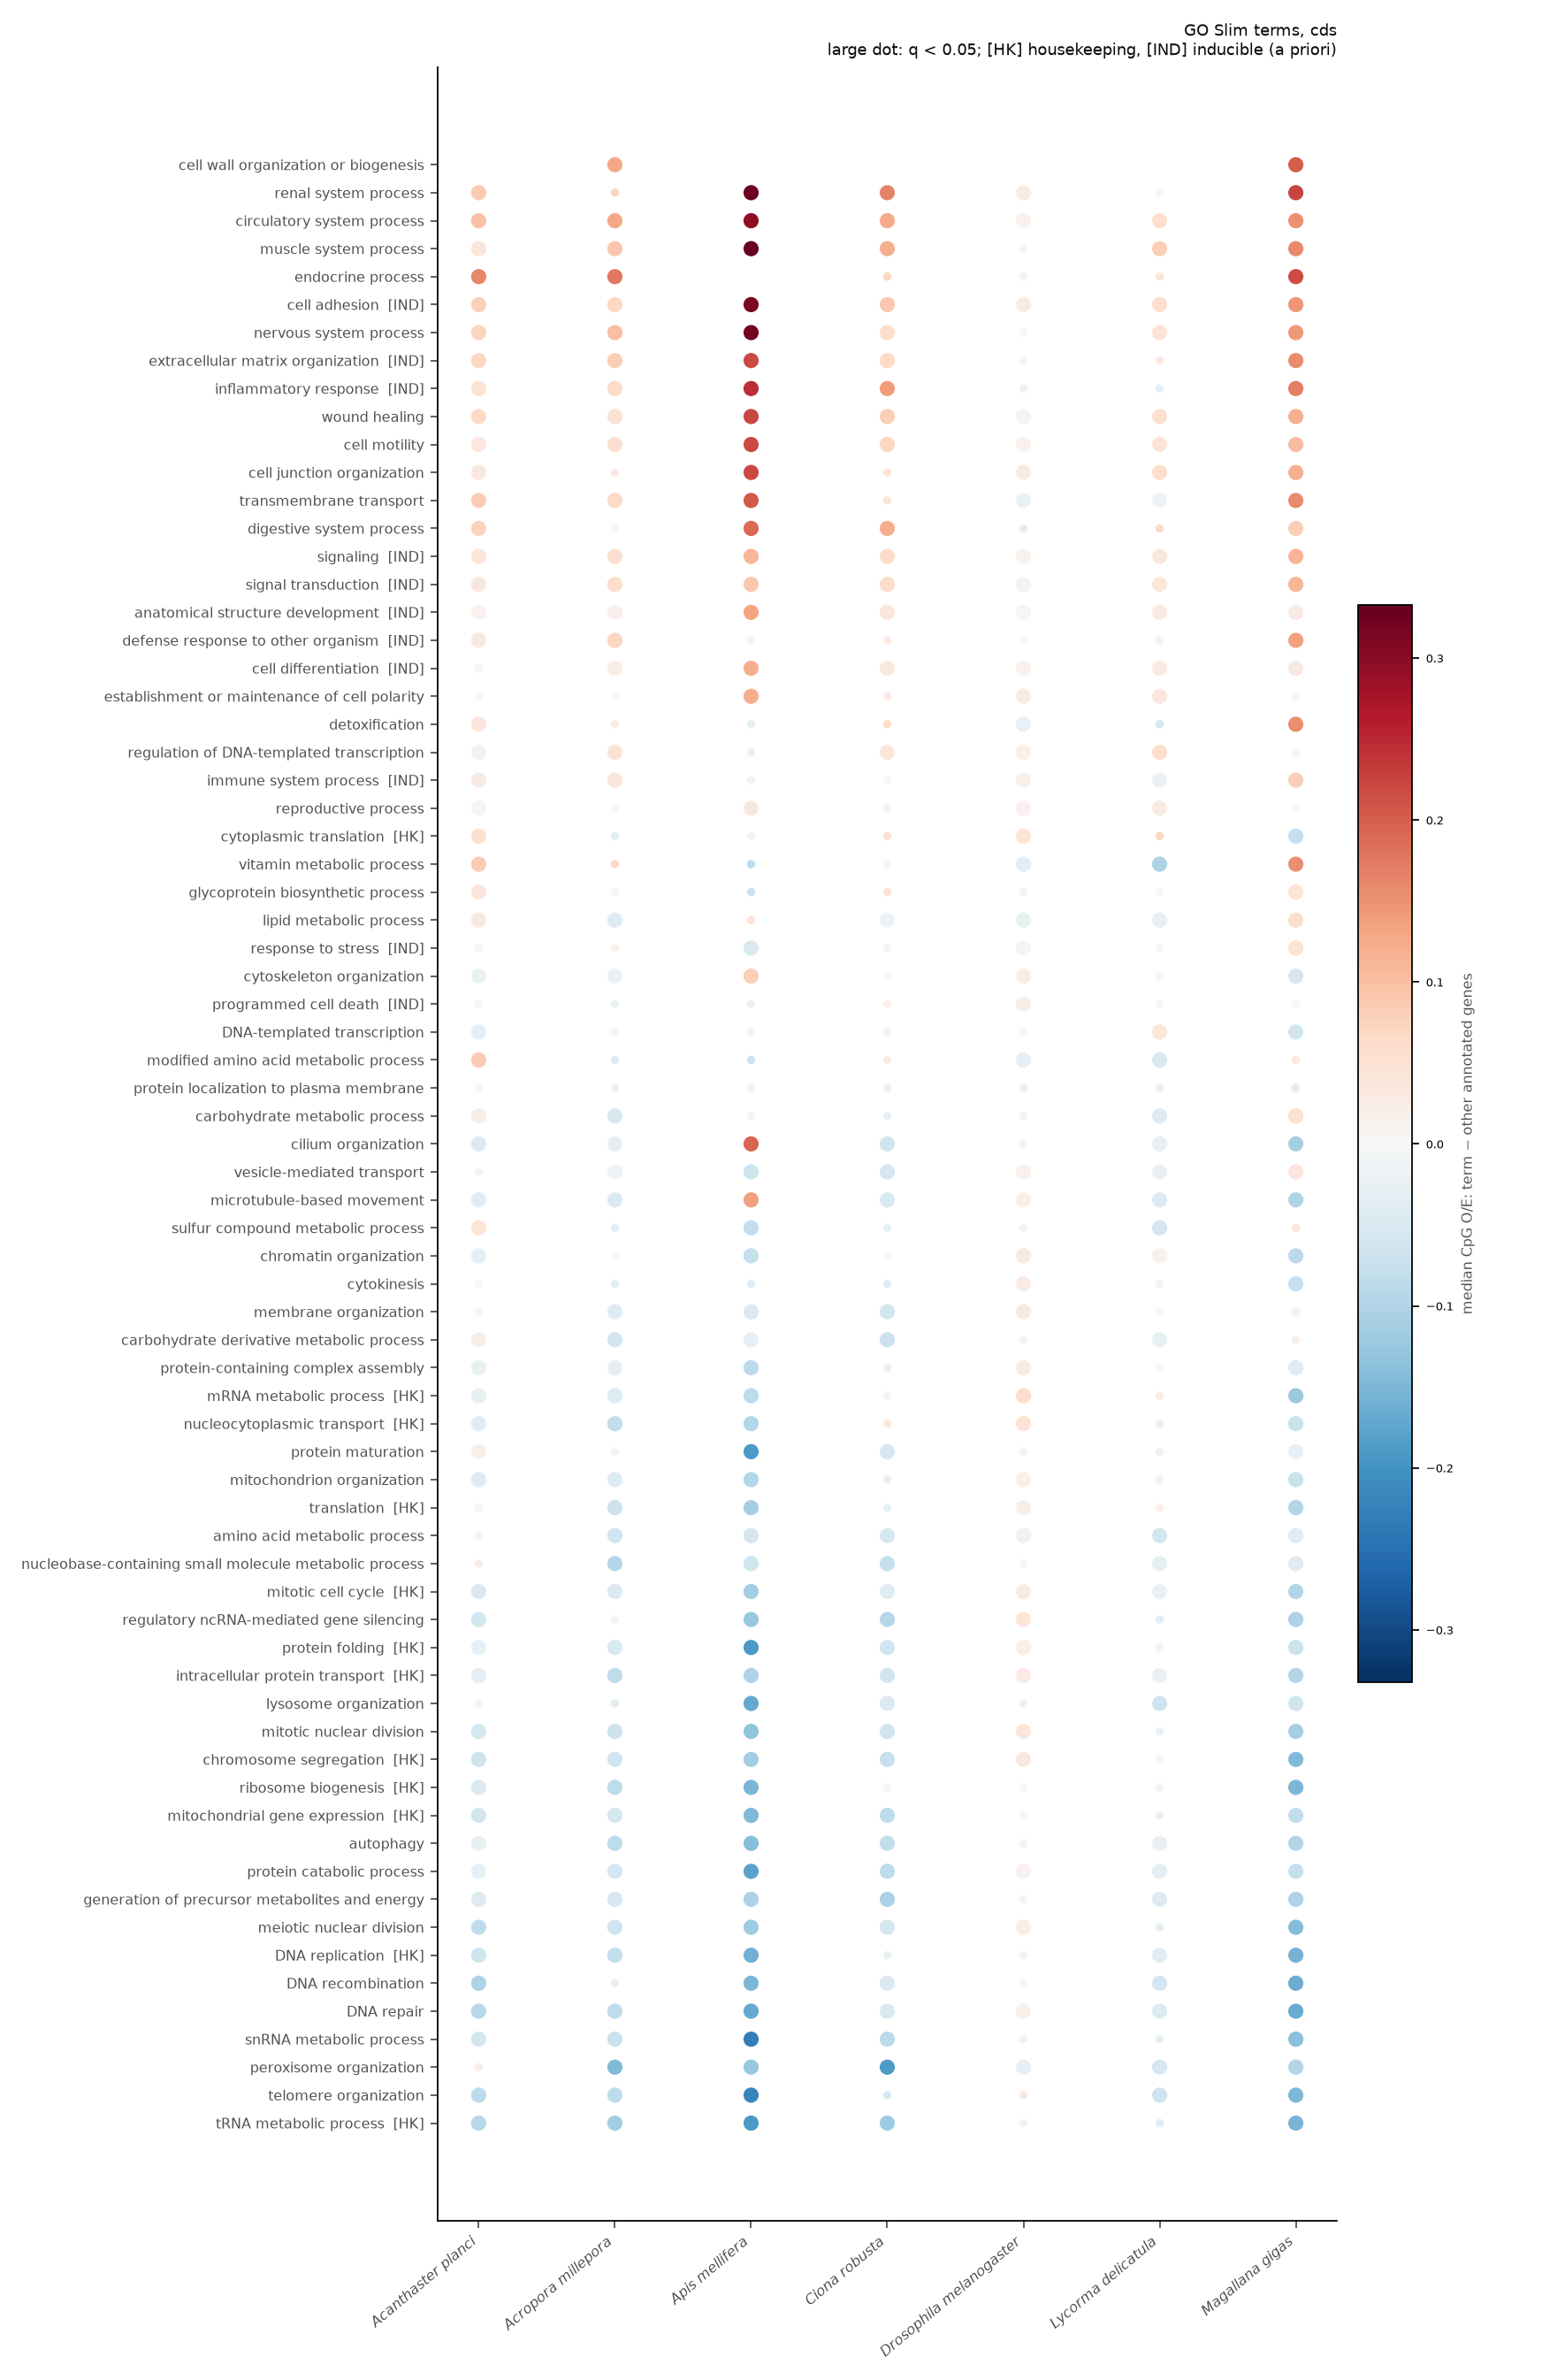 GO Slim terms, cds
large dot: q < 0.05; [HK] housekeeping, [IND] inducible (a priori)
cell wall organization or biogenesis
renal system process
circulatory system process
muscle system process
endocrine process
cell adhesion [IND]
nervous system process
extracellular matrix organization [IND]
inflammatory response [IND]
wound healing
cell motility
cell junction organization
transmembrane transport
digestive system process
signaling [IND]
signal transduction [IND]
anatomical structure development [IND]
defense response to other organism [IND]
cell differentiation [IND]
establishment or maintenance of cell polarity
detoxification
regulation of DNA-templated transcription
immune system process [IND]
reproductive process
cytoplasmic translation [HK]
vitamin metabolic process
glycoprotein biosynthetic process
lipid metabolic process
response to stress [IND]
cytoskeleton organization
programmed cell death [IND]
DNA-templated transcription
modified amino acid metabolic process
protein localization to plasma membrane
carbohydrate metabolic process
cilium organization
vesicle-mediated transport
microtubule-based movement
sulfur compound metabolic process
chromatin organization
cytokinesis
membrane organization
carbohydrate derivative metabolic process
protein-containing complex assembly
mRNA metabolic process [HK]
nucleocytoplasmic transport [HK]
protein maturation
mitochondrion organization
translation [HK]
amino acid metabolic process
nucleobase-containing small molecule metabolic process
mitotic cell cycle [HK]
regulatory ncRNA-mediated gene silencing
protein folding [HK]
intracellular protein transport [HK]
lysosome organization
mitotic nuclear division
chromosome segregation [HK]
ribosome biogenesis [HK]
mitochondrial gene expression [HK]
autophagy
protein catabolic process
generation of precursor metabolites and energy
meiotic nuclear division
DNA replication [HK]
DNA recombination
DNA repair
snRNA metabolic process
peroxisome organization
telomere organization
tRNA metabolic process [HK]
Acanthaster planci
Acropora millepora
Apis mellifera
Ciona robusta
Drosophila melanogaster
Lycorma delicatula
Magallana gigas
0.3
0.2
0.1
0.0
−0.1
−0.2
−0.3
median CpG O/E: term − other annotated genes